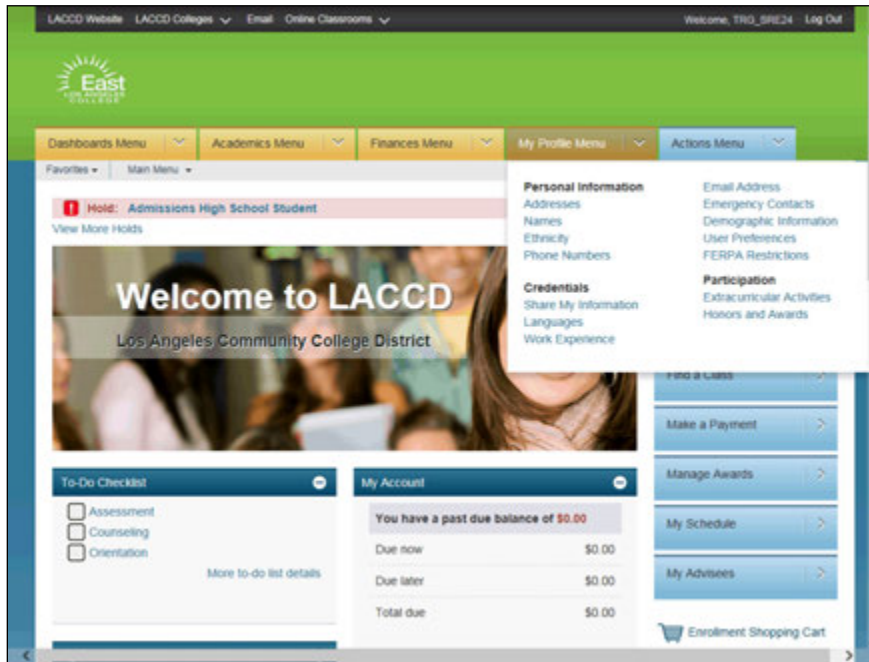 LACCD Website LACCD Colleges Email Online Classrooms Welcome, TRG_SRE24 Log Out
East
LOS ANGELES
COLLEGE
Dashboards Menu Academics Menu Finances Menu My Profile Menu Actions Menu
Favorites Main Menu
Hold: Admissions High School Student
View More Holds
Personal Information
Addresses
Names
Ethnicity
Phone Numbers
Credentials
Share My Information
Languages
Work Experience
Email Address
Emergency Contacts
Demographic Information
User Preferences
FERPA Restrictions
Participation
Extracurricular Activities
Honors and Awards
Welcome to LACCD
Los Angeles Community College District
Find a Class
Make a Payment
Manage Awards
My Schedule
My Advisees
Enrollment Shopping Cart
To-Do Checklist
Assessment
Counseling
Orientation
More to-do list details
My Account
You have a past due balance of $0.00
Due now $0.00
Due later $0.00
Total due $0.00